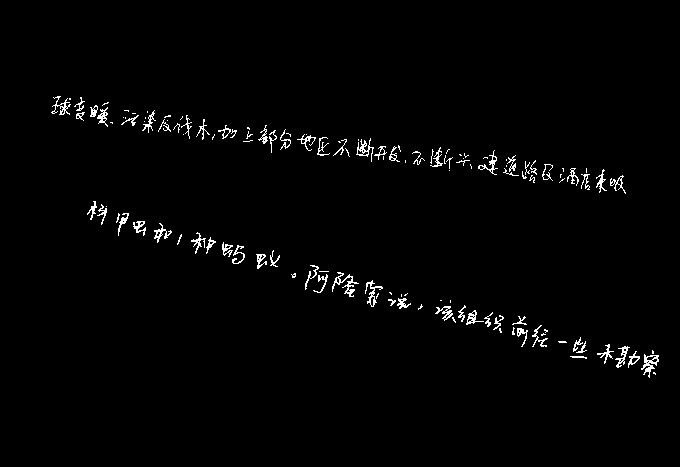 球变暖、污染及伐木,加上部分地区不断开发、不断兴建道路及酒店来吸
科甲虫和1种蚂蚁。阿隆索说,该组织前往一些未勘察